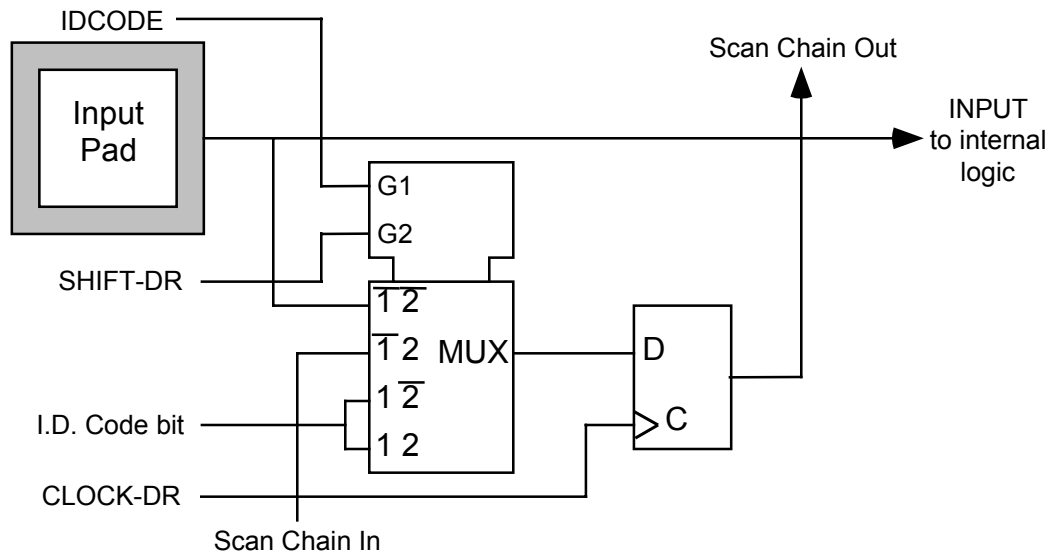 IDCODE
Scan Chain Out
Input
Pad
INPUT
to internal
logic
G1
G2
SHIFT-DR
1̅ 2̅
1̅ 2
MUX
D
1 2̅
I.D. Code bit
1 2
C
CLOCK-DR
Scan Chain In